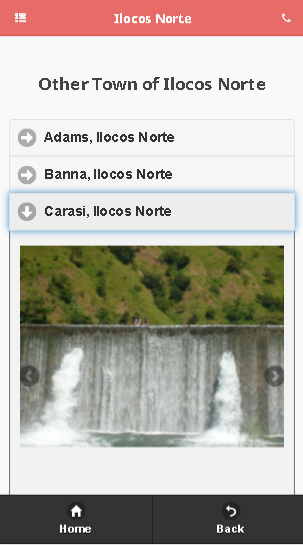 Ilocos Norte
Other Town of Ilocos Norte
Adams, Ilocos Norte
Banna, Ilocos Norte
Carasi, Ilocos Norte
Home
Back